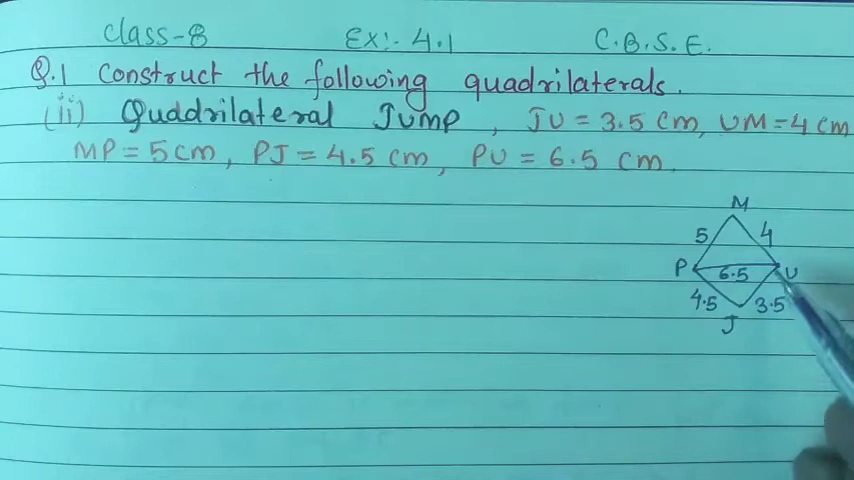 class-8 Ex:- 4.1 C.B.S.E.
Q.1 Construct the following quadrilaterals.
(ii) Quddrilateral JUMP, JU = 3.5 cm, UM = 4 cm
MP = 5 cm, PJ = 4.5 cm, PU = 6.5 cm
M
5 4
P 6.5 U
4.5 3.5
J